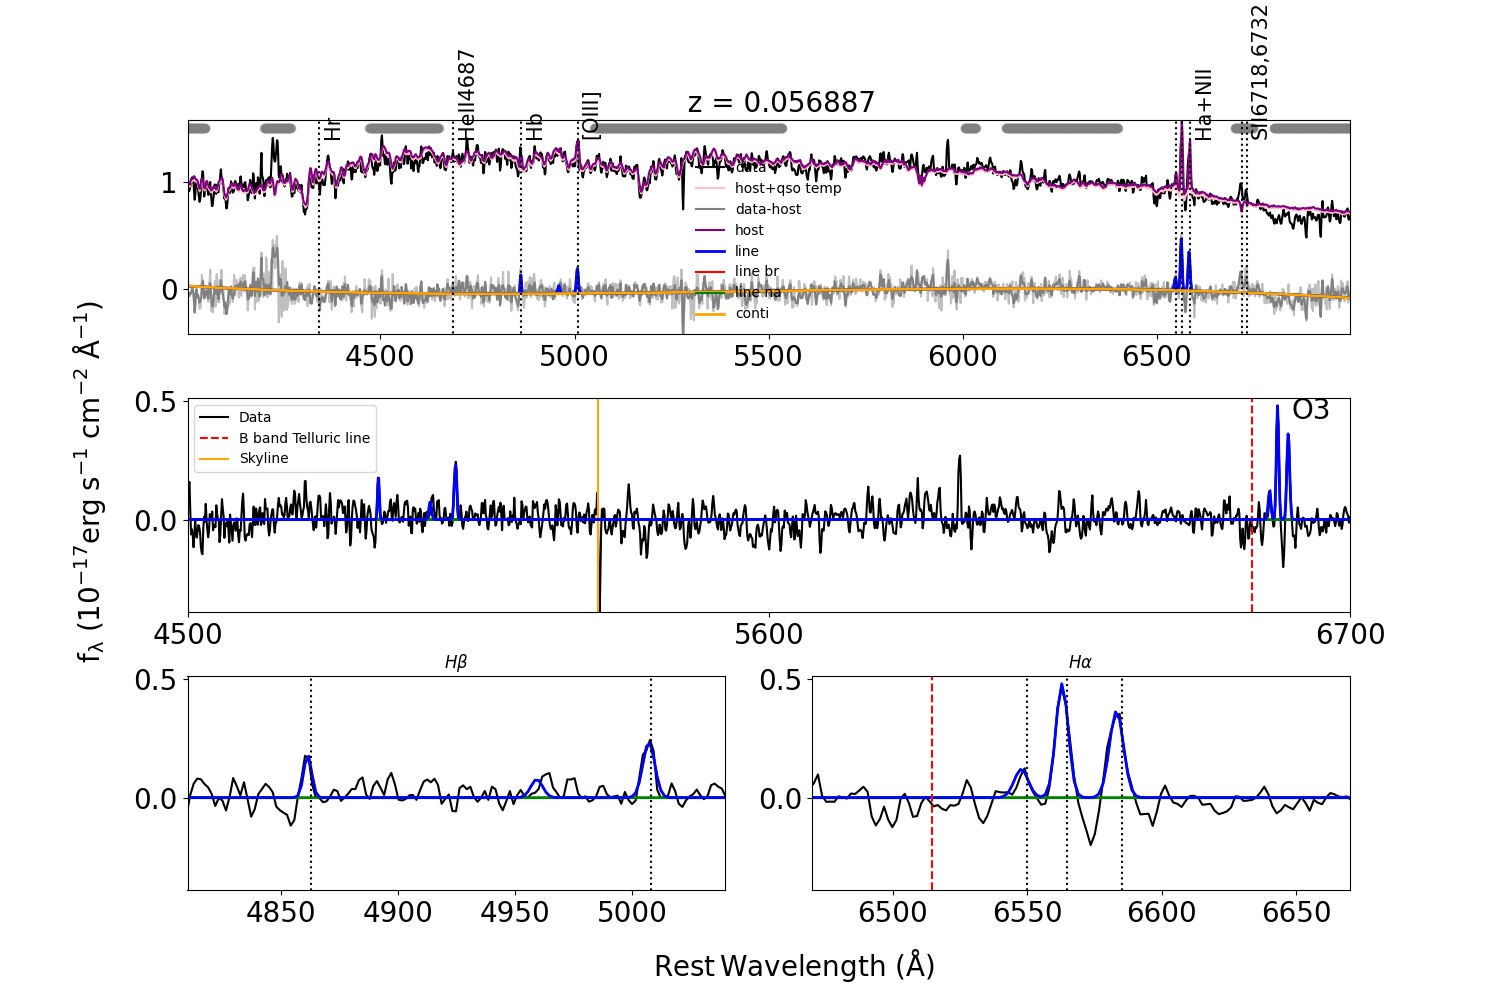 z = 0.056887
Hr
HeII4687
Hb
[OIII]
Ha+NII
SII6718,6732
data
host+qso temp
data-host
host
line
line br
line na
conti
1
0
4500
5000
5500
6000
6500
f_λ (10^−17 erg s^−1 cm^−2 Å^−1)
0.5
0.0
Data
B band Telluric line
Skyline
O3
4500
5600
6700
Hβ
0.5
0.0
4850
4900
4950
5000
Hα
0.5
0.0
6500
6550
6600
6650
Rest Wavelength (Å)